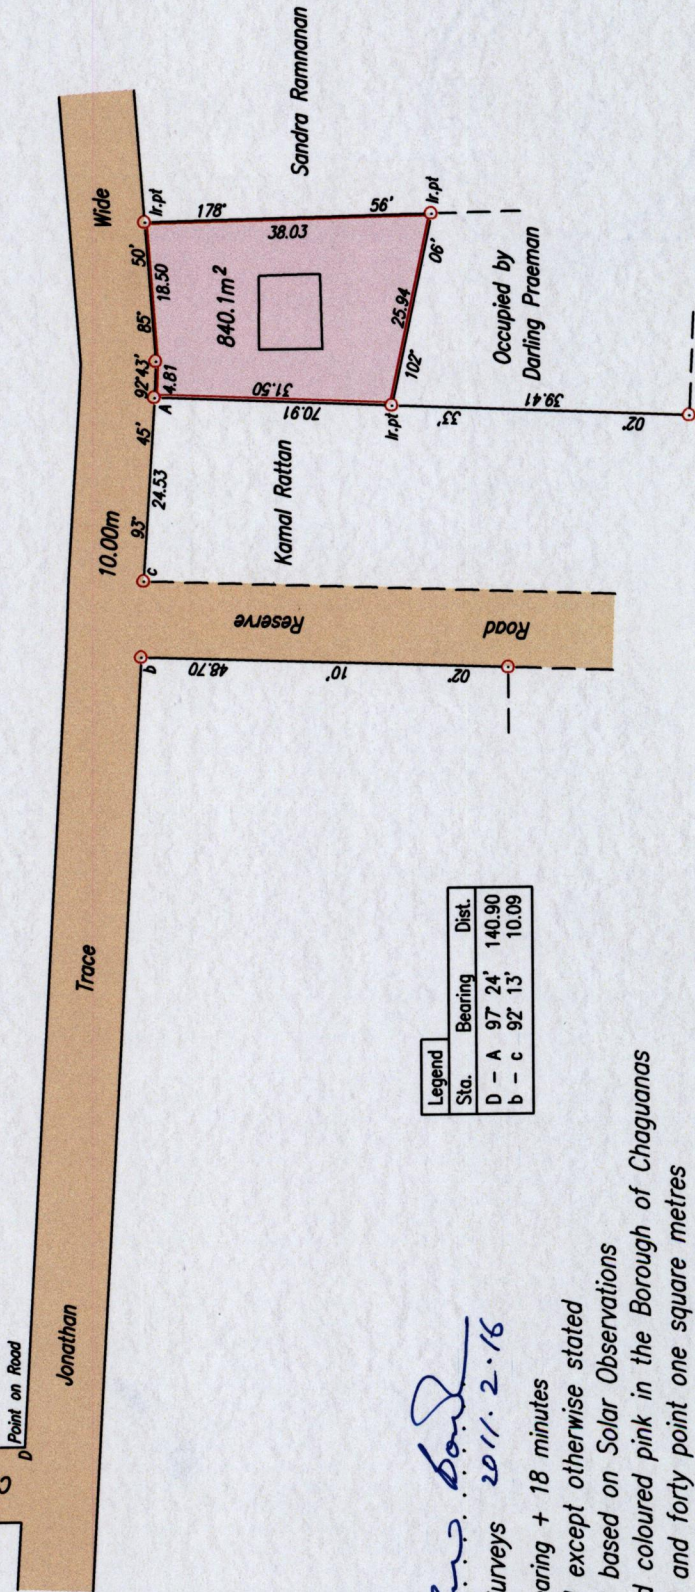 Point on Road
D
Jonathan
Trace
10.00m
Wide
b
48.70
10'
02°
Reserve
Road
c
93°
24.53
45'
A
92°43'
4.81
85°
18.50
50'
Ir.pt
840.1m²
178°
38.03
56'
Sandra Ramnanan
Kamal Rattan
31.50
70.91
Ir.pt
102°
25.94
06'
Ir.pt
33'
39.41
02°
Occupied by
Darling Praeman
Legend
Sta. Bearing Dist.
D - A 97° 24' 140.90
b - c 92° 13' 10.09
urveys 2011.2.16
aring + 18 minutes
except otherwise stated
based on Solar Observations
d coloured pink in the Borough of Chaguanas
and forty point one square metres